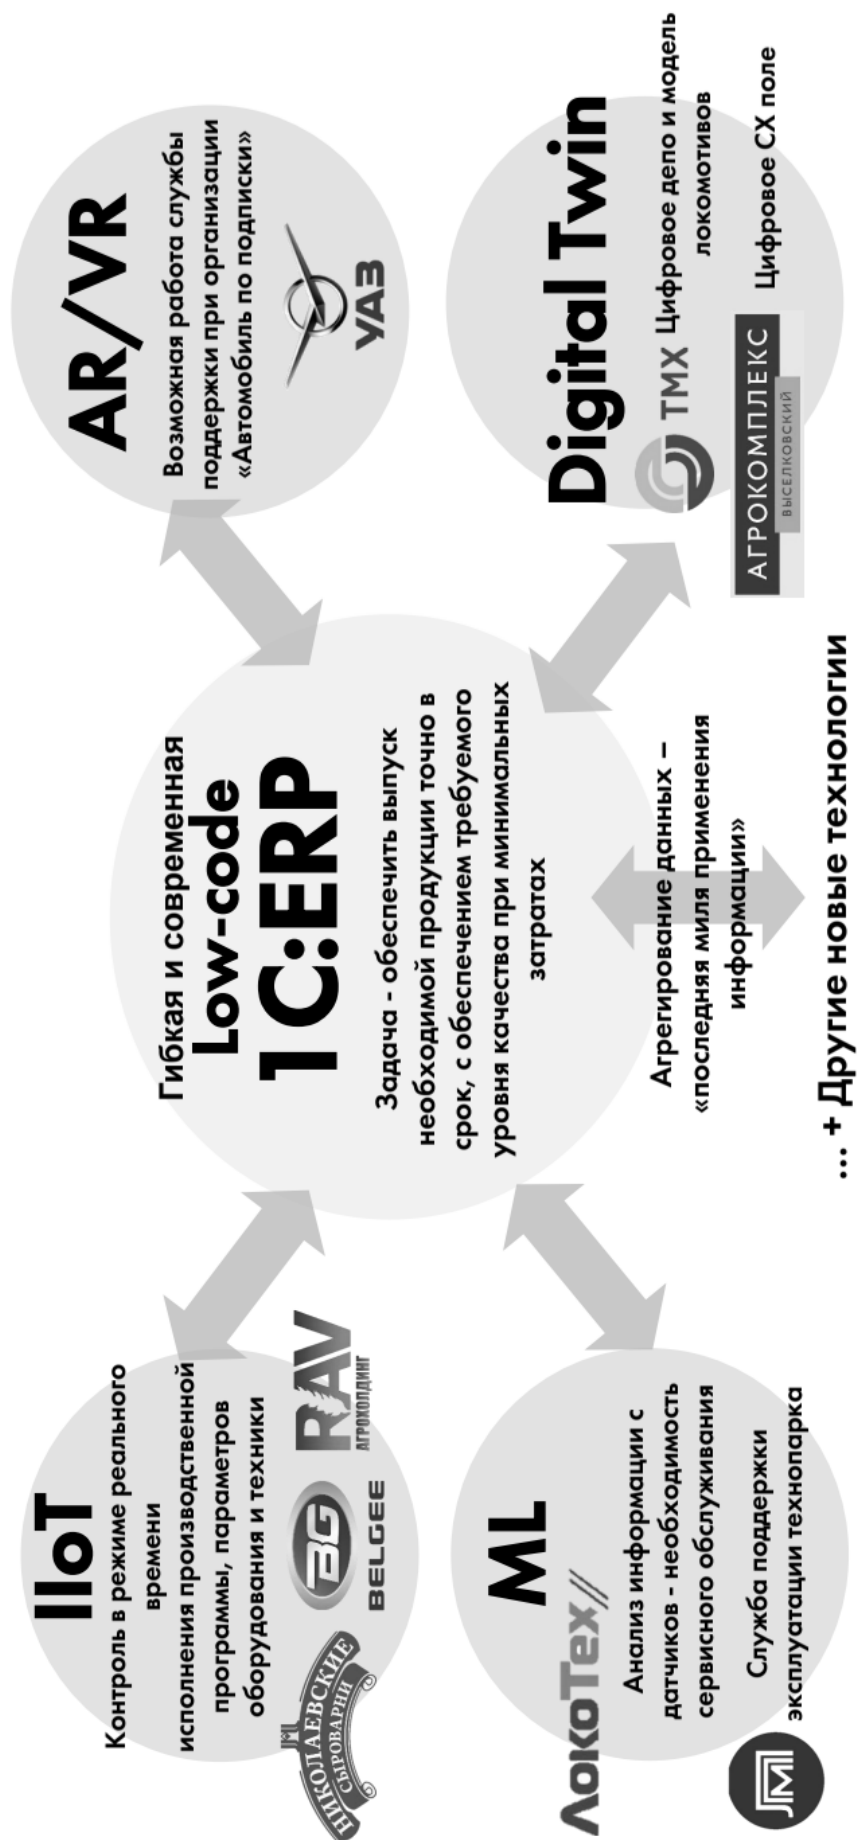 IIoT
Контроль в режиме реального
времени
исполнения производственной
программы, параметров
оборудования и техники
НИКОЛАЕВСКИЕ
СЫРОВАРНИ
BG
BELGEE
RAV
АГРОХОЛДИНГ
Гибкая и современная
Low-code
1С:ERP
Задача - обеспечить выпуск
необходимой продукции точно в
срок, с обеспечением требуемого
уровня качества при минимальных
затратах
AR/VR
Возможная работа службы
поддержки при организации
«Автомобиль по подписки»
УАЗ
ML
ЛокоТех
Анализ информации с
датчиков - необходимость
сервисного обслуживания
Служба поддержки
эксплуатации технопарка
Агрегирование данных –
«последняя миля применения
информации»
Digital Twin
ТМХ
Цифровое депо и модель
локомотивов
АГРОКОМПЛЕКС
ВЫСЕЛКОВСКИЙ
Цифровое СХ поле
... + Другие новые технологии